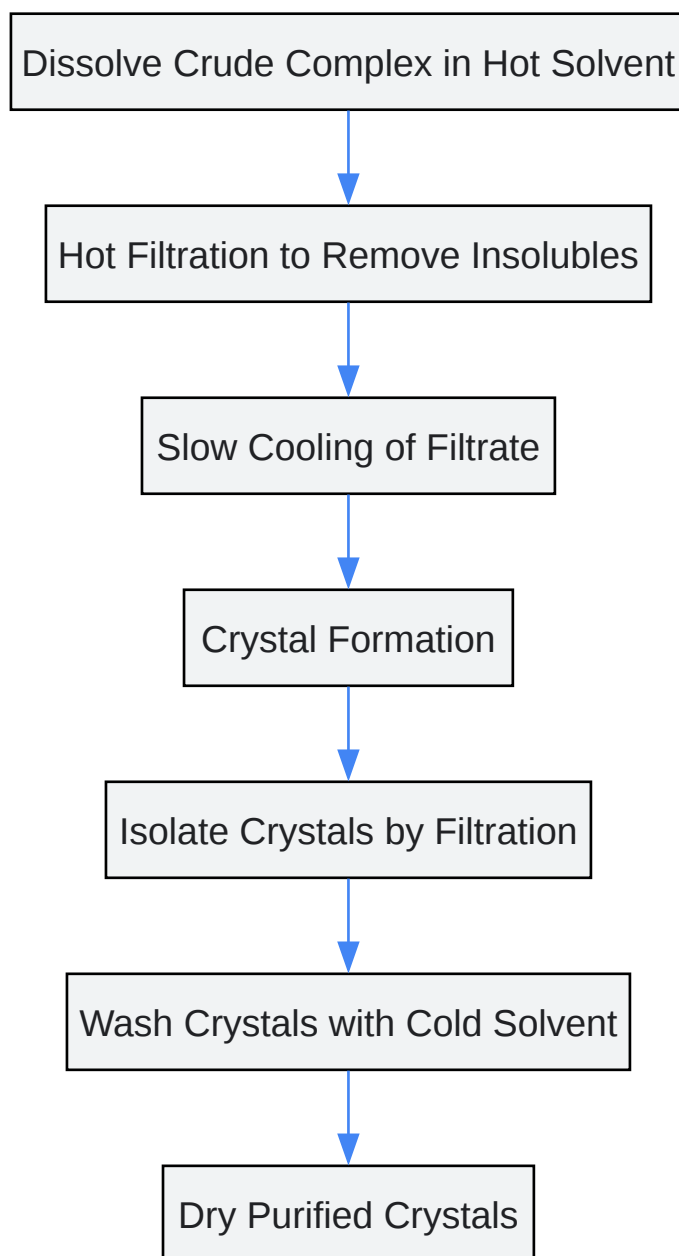 Dissolve Crude Complex in Hot Solvent
Hot Filtration to Remove Insolubles
Slow Cooling of Filtrate
Crystal Formation
Isolate Crystals by Filtration
Wash Crystals with Cold Solvent
Dry Purified Crystals